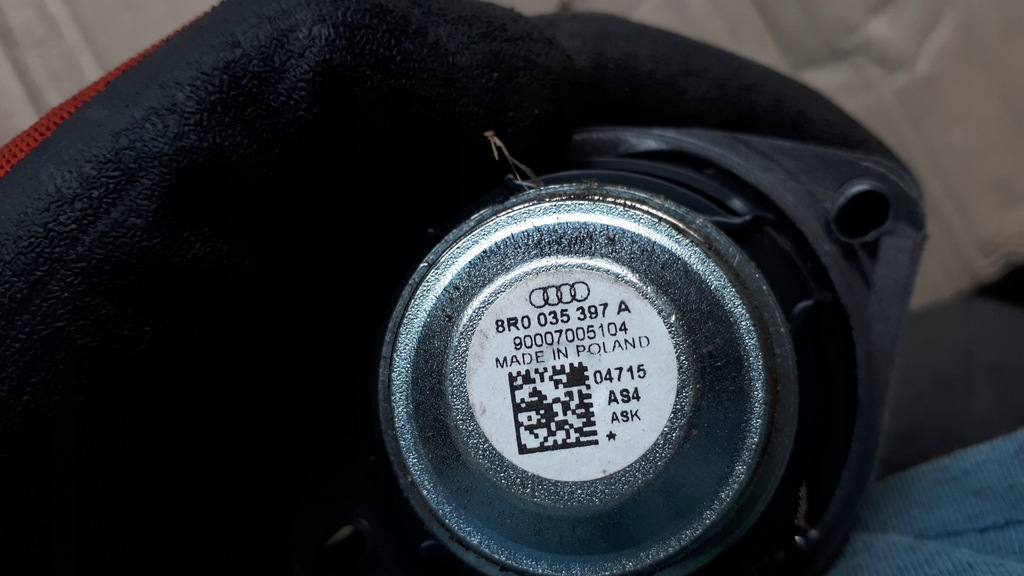 8R0 035 397 A
90007005104
MADE IN POLAND
04715
AS4
ASK